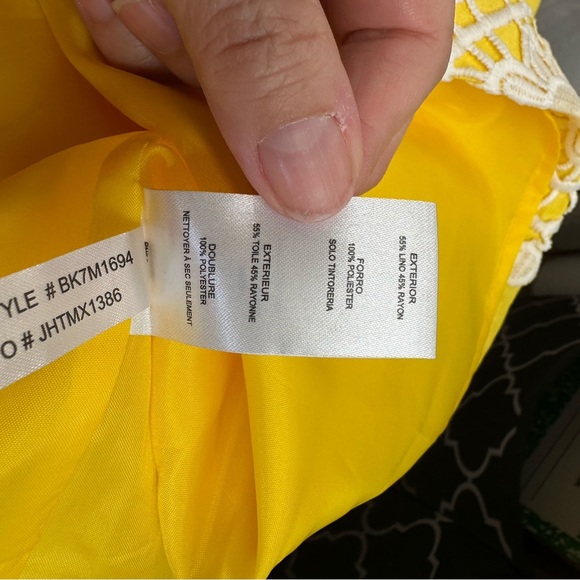 EXTERIOR
55% LINO 45% RAYON
FORRO
100% POLIESTER
SOLO TINTORERIA
EXTERIEUR
55% TOILE 45% RAYONNE
DOUBLURE
100% POLYESTER
NETTOYER À SEC SEULEMENT
YLE # BK7M1694
O # JHTMX1386